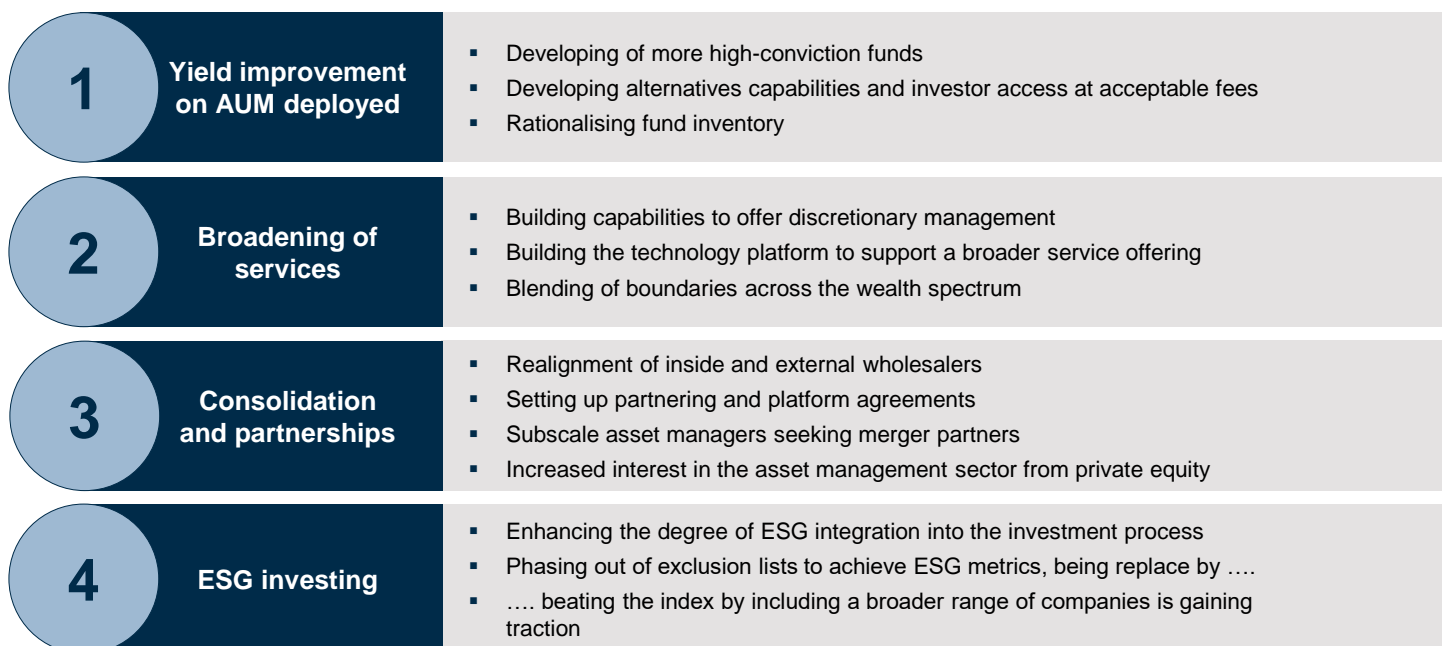 1
Yield improvement
on AUM deployed
▪ Developing of more high-conviction funds
▪ Developing alternatives capabilities and investor access at acceptable fees
▪ Rationalising fund inventory
2
Broadening of
services
▪ Building capabilities to offer discretionary management
▪ Building the technology platform to support a broader service offering
▪ Blending of boundaries across the wealth spectrum
3
Consolidation
and partnerships
▪ Realignment of inside and external wholesalers
▪ Setting up partnering and platform agreements
▪ Subscale asset managers seeking merger partners
▪ Increased interest in the asset management sector from private equity
4
ESG investing
▪ Enhancing the degree of ESG integration into the investment process
▪ Phasing out of exclusion lists to achieve ESG metrics, being replace by ….
▪ …. beating the index by including a broader range of companies is gaining
traction